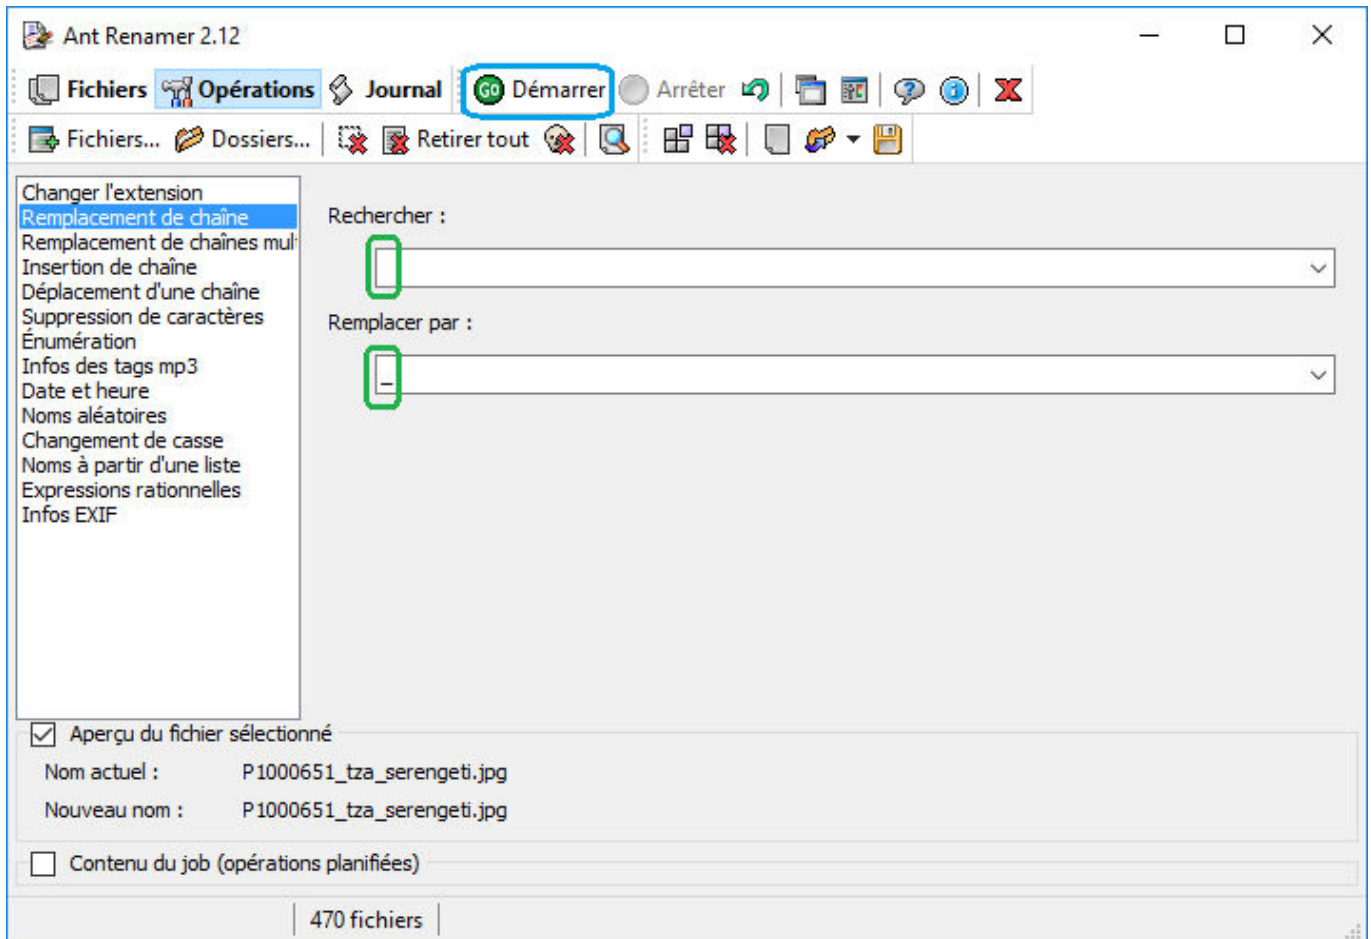 Ant Renamer 2.12
Fichiers Opérations Journal GO Démarrer Arrêter
Fichiers... Dossiers... Retirer tout
Changer l'extension
Remplacement de chaîne
Remplacement de chaînes mul
Insertion de chaîne
Déplacement d'une chaîne
Suppression de caractères
Énumération
Infos des tags mp3
Date et heure
Noms aléatoires
Changement de casse
Noms à partir d'une liste
Expressions rationnelles
Infos EXIF
Rechercher :
Remplacer par :
_
Aperçu du fichier sélectionné
Nom actuel : P1000651_tza_serengeti.jpg
Nouveau nom : P1000651_tza_serengeti.jpg
Contenu du job (opérations planifiées)
470 fichiers